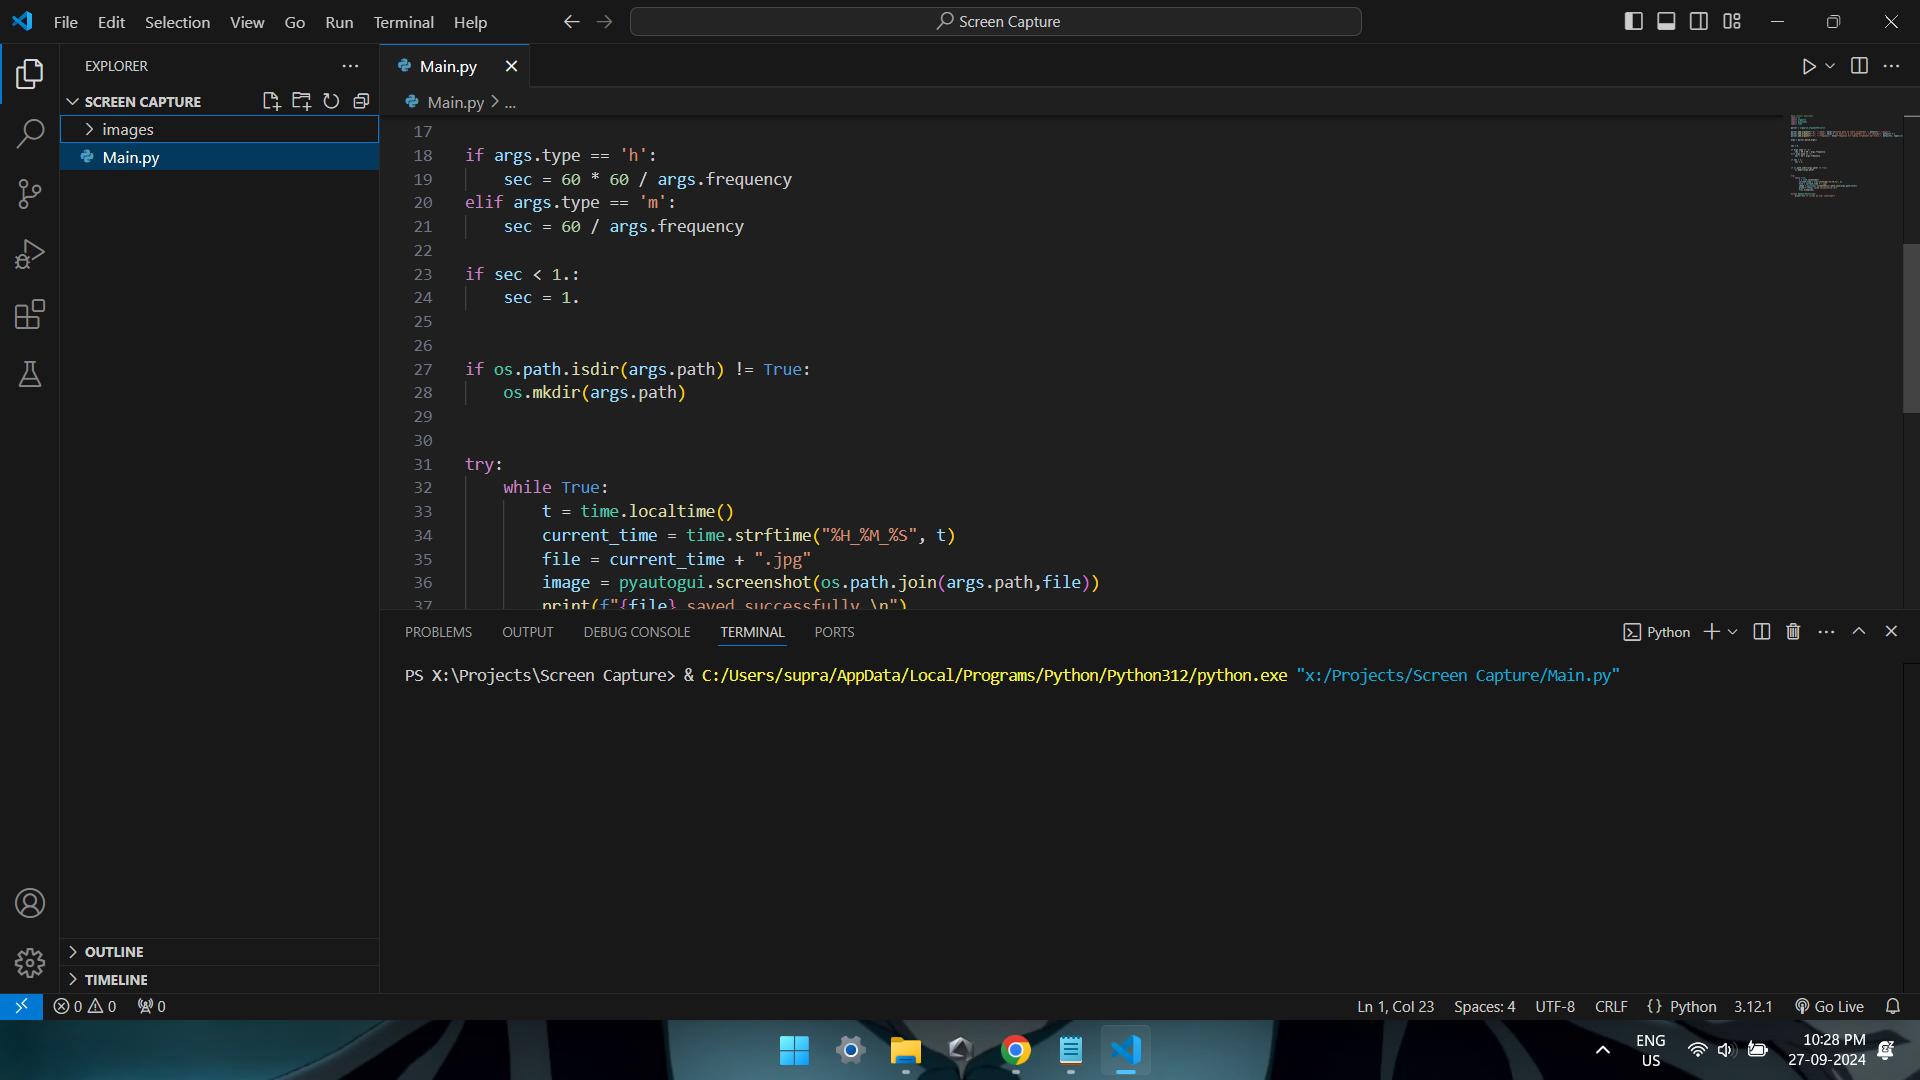 File Edit Selection View Go Run Terminal Help
Screen Capture
EXPLORER
SCREEN CAPTURE
images
Main.py
OUTLINE
TIMELINE
Main.py
Main.py > ...
17
18 if args.type == 'h':
19 sec = 60 * 60 / args.frequency
20 elif args.type == 'm':
21 sec = 60 / args.frequency
22
23 if sec < 1.:
24 sec = 1.
25
26
27 if os.path.isdir(args.path) != True:
28 os.mkdir(args.path)
29
30
31 try:
32 while True:
33 t = time.localtime()
34 current_time = time.strftime("%H_%M_%S", t)
35 file = current_time + ".jpg"
36 image = pyautogui.screenshot(os.path.join(args.path,file))
37 print(f"{file} saved successfully.\n")
PROBLEMS OUTPUT DEBUG CONSOLE TERMINAL PORTS
Python
PS X:\Projects\Screen Capture> & C:/Users/supra/AppData/Local/Programs/Python/Python312/python.exe "x:/Projects/Screen Capture/Main.py"
0 0 0
Ln 1, Col 23 Spaces: 4 UTF-8 CRLF {} Python 3.12.1 Go Live
ENG
US
10:28 PM
27-09-2024